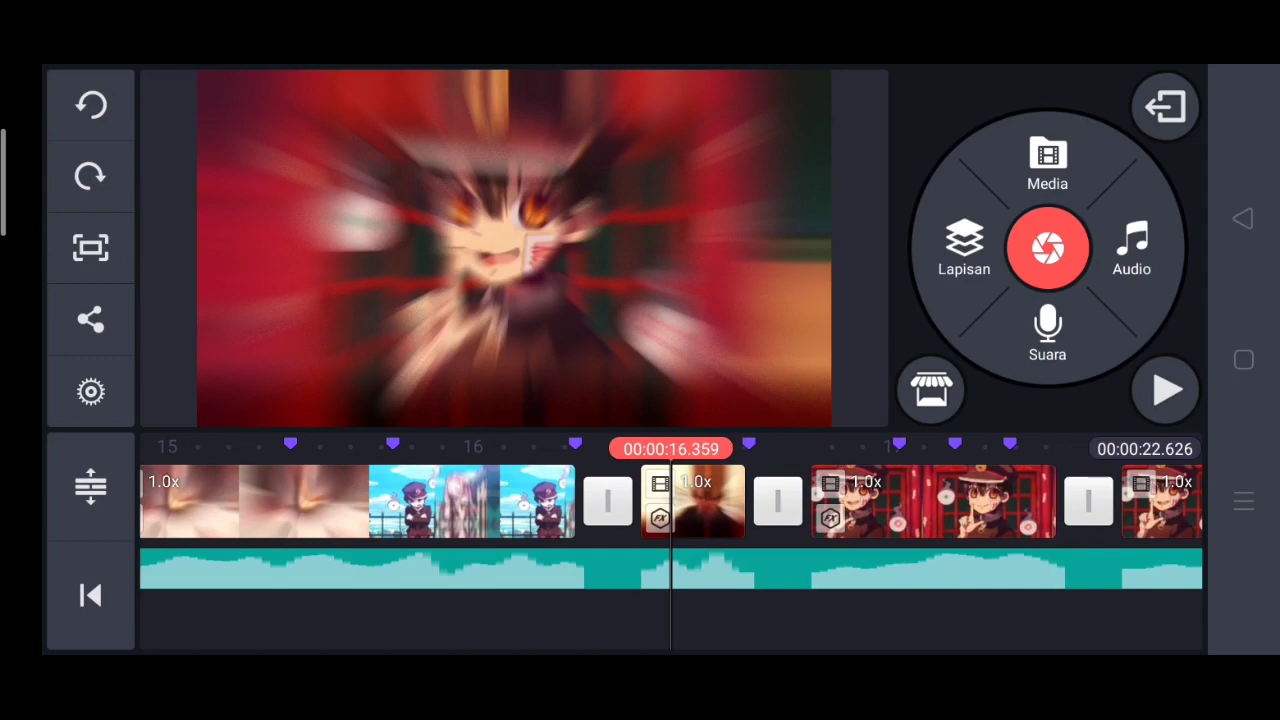 Media
Lapisan
Audio
Suara
15
16
00:00:16.359
00:00:22.626
1.0x
1.0x
1.0x
1.0x